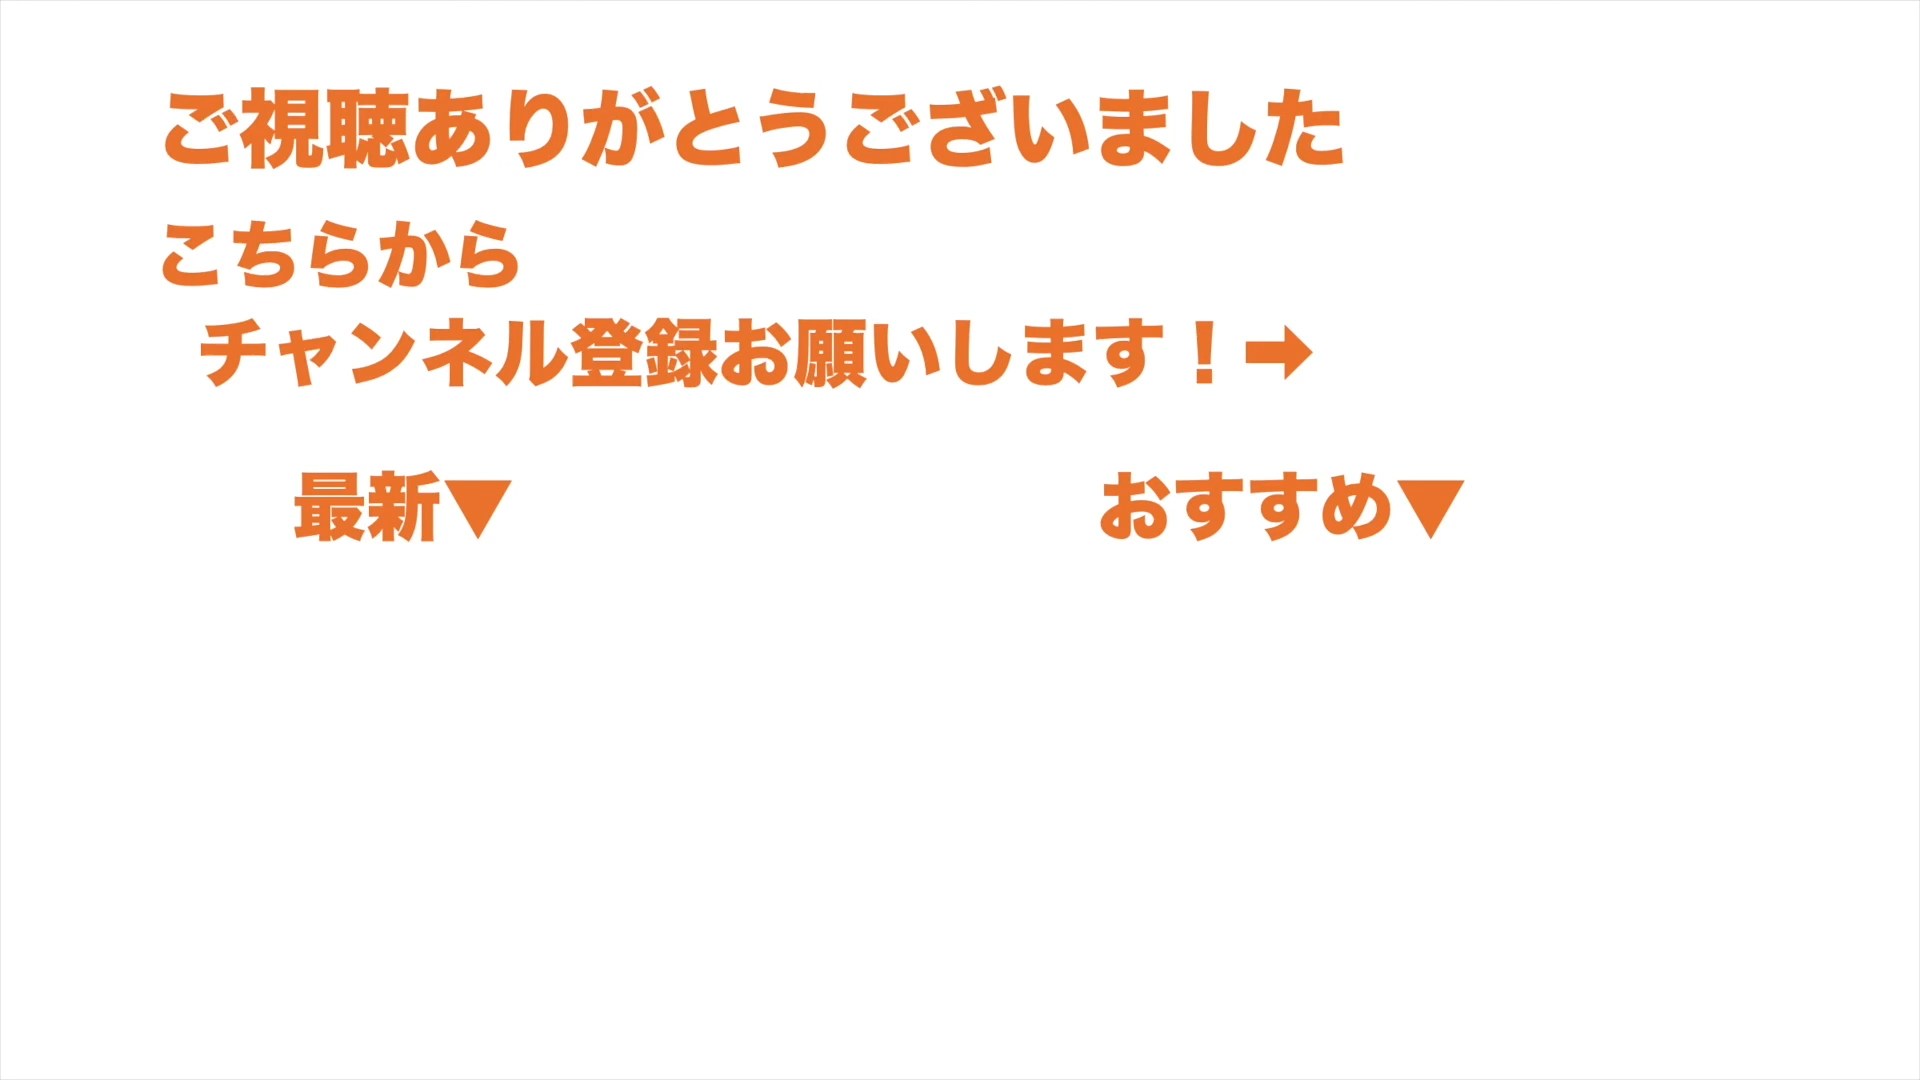 ご視聴ありがとうございました
こちらから
チャンネル登録お願いします！➡
最新▼
おすすめ▼